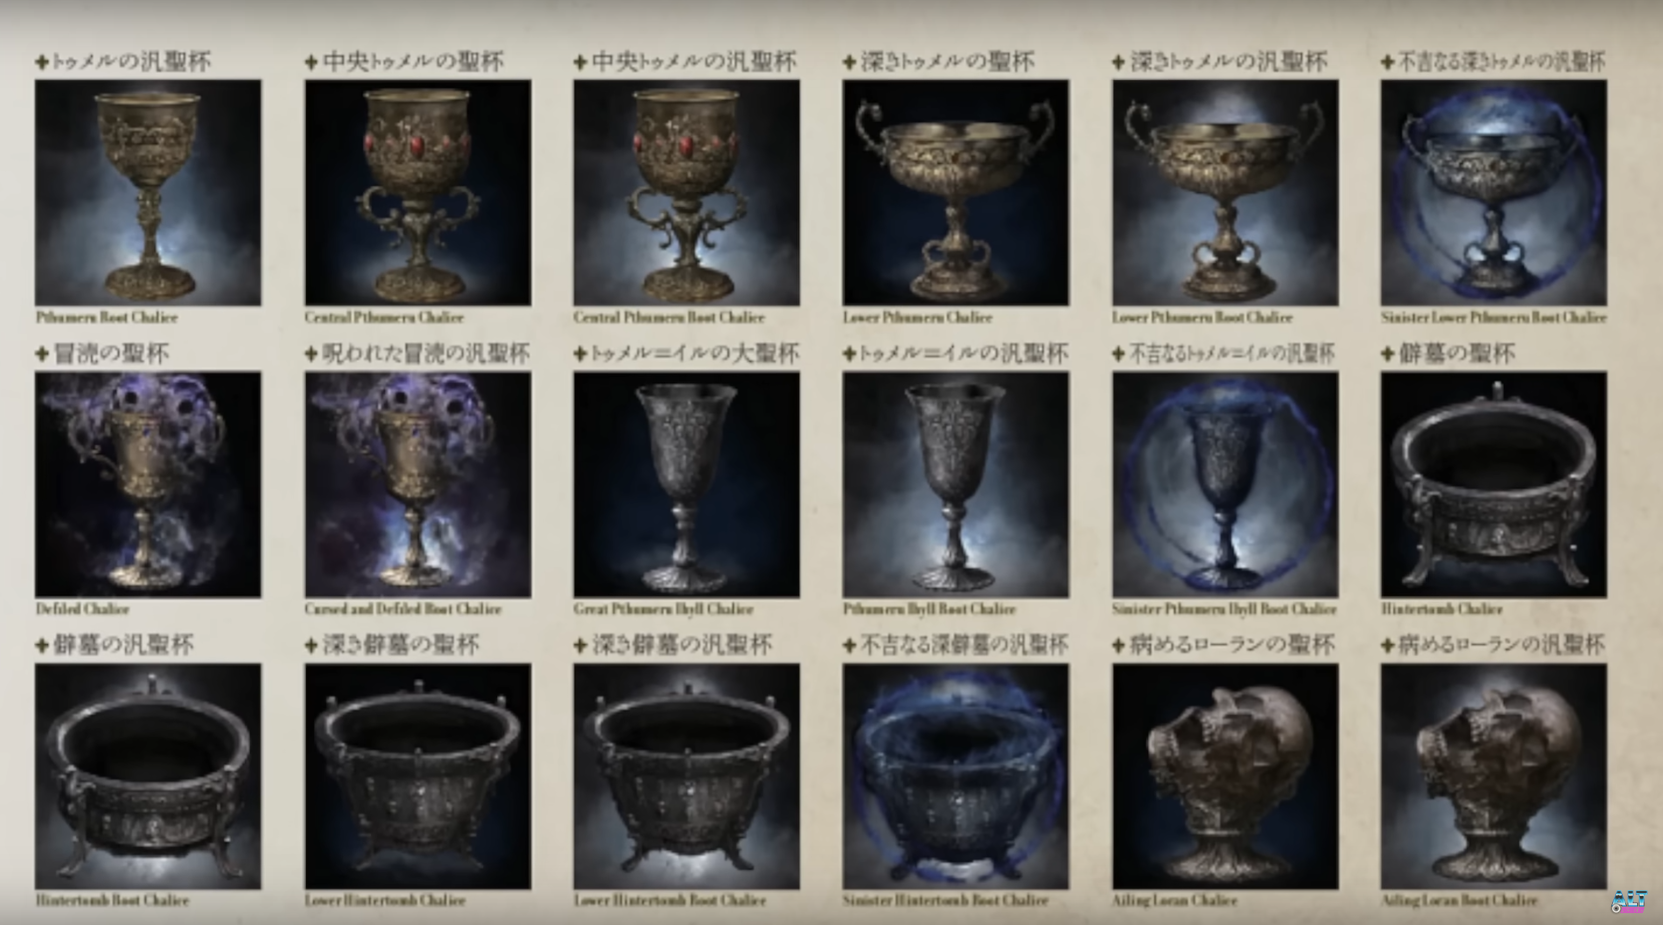 トゥメルの汎聖杯
中央トゥメルの聖杯
中央トゥメルの汎聖杯
深きトゥメルの聖杯
深きトゥメルの汎聖杯
不吉なる深きトゥメルの汎聖杯
Pthumeru Root Chalice
Central Pthumeru Chalice
Central Pthumeru Root Chalice
Lower Pthumeru Chalice
Lower Pthumeru Root Chalice
Sinister Lower Pthumeru Root Chalice
冒涜の聖杯
呪われた冒涜の汎聖杯
トゥメル=イルの大聖杯
トゥメル=イルの汎聖杯
不吉なるトゥメル=イルの汎聖杯
僻墓の聖杯
Defiled Chalice
Cursed and Defiled Root Chalice
Great Pthumeru Ihyll Chalice
Pthumeru Ihyll Root Chalice
Sinister Pthumeru Ihyll Root Chalice
Hintertomb Chalice
僻墓の汎聖杯
深き僻墓の聖杯
深き僻墓の汎聖杯
不吉なる深僻墓の汎聖杯
病めるローランの聖杯
病めるローランの汎聖杯
Hintertomb Root Chalice
Lower Hintertomb Chalice
Lower Hintertomb Root Chalice
Sinister Hintertomb Root Chalice
Ailing Loran Chalice
Ailing Loran Root Chalice
ALT